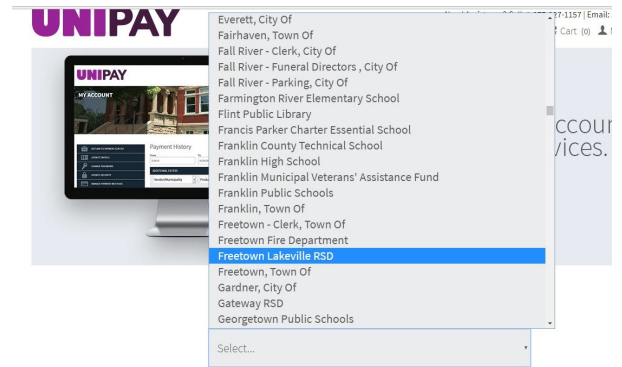 UNIPAY
27-1157 | Email:
Cart (0)
UNIPAY
MY ACCOUNT
Payment History
ccoun
vices.
Everett, City Of
Fairhaven, Town Of
Fall River - Clerk, City Of
Fall River - Funeral Directors , City Of
Fall River - Parking, City Of
Farmington River Elementary School
Flint Public Library
Francis Parker Charter Essential School
Franklin County Technical School
Franklin High School
Franklin Municipal Veterans' Assistance Fund
Franklin Public Schools
Franklin, Town Of
Freetown - Clerk, Town Of
Freetown Fire Department
Freetown Lakeville RSD
Freetown, Town Of
Gardner, City Of
Gateway RSD
Georgetown Public Schools
Select...